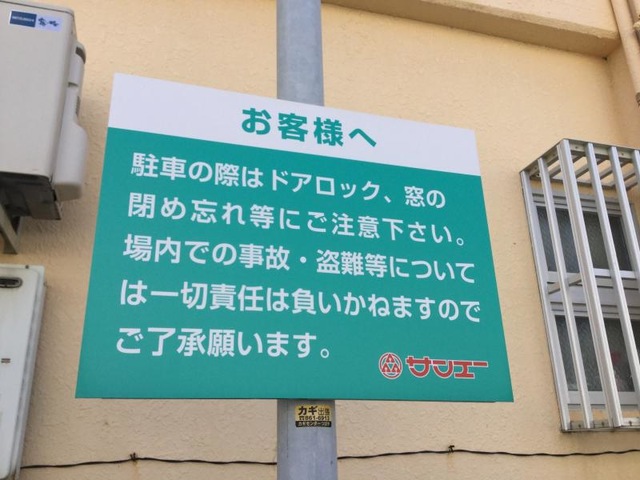 お客様へ
駐車の際はドアロック、窓の
閉め忘れ等にご注意下さい。
場内での事故・盗難等について
は一切責任は負いかねますので
ご了承願います。
サンエー
カギ出張